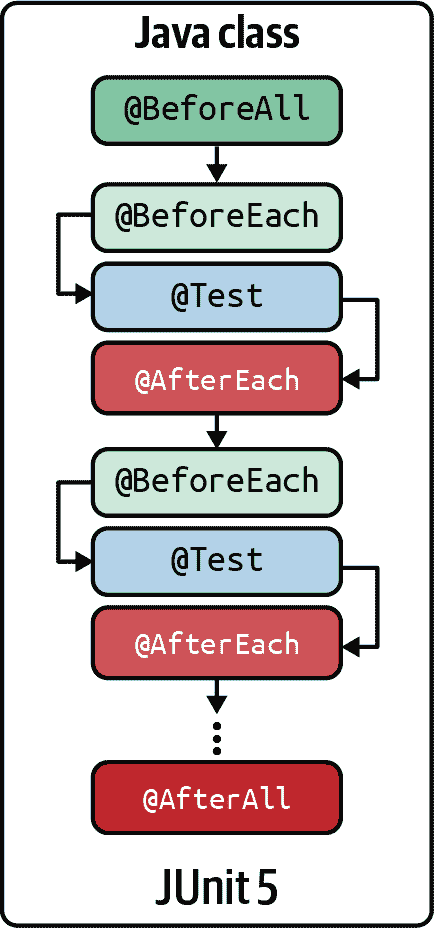 Java class
@BeforeAll
@BeforeEach
@Test
@AfterEach
@BeforeEach
@Test
@AfterEach
@AfterAll
JUnit 5